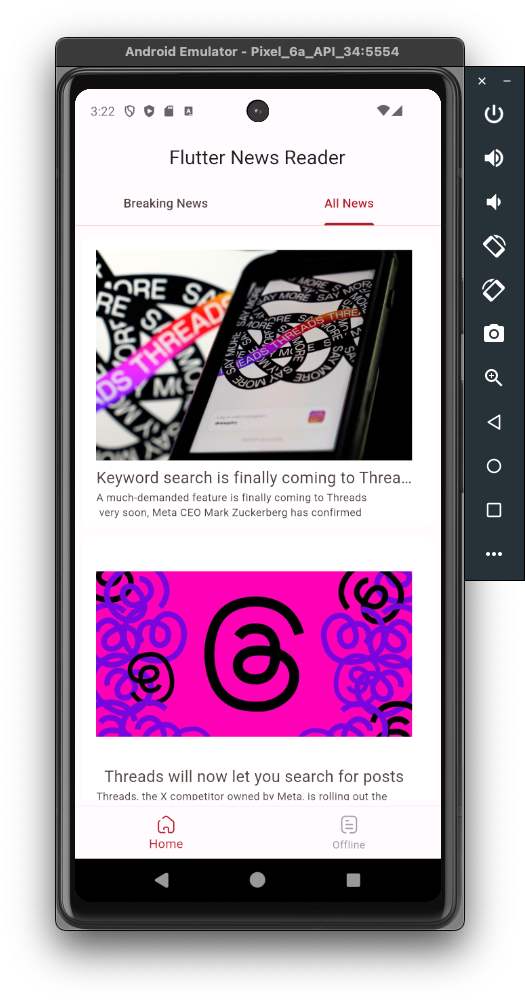 Android Emulator - Pixel_6a_API_34:5554
3:22
Flutter News Reader
Breaking News
All News
MORE SAY MORE
THREADS THREADS
SAY MORE
Keyword search is finally coming to Threa...
A much-demanded feature is finally coming to Threads
very soon, Meta CEO Mark Zuckerberg has confirmed
Threads will now let you search for posts
Threads, the X competitor owned by Meta, is rolling out the
Home
Offline